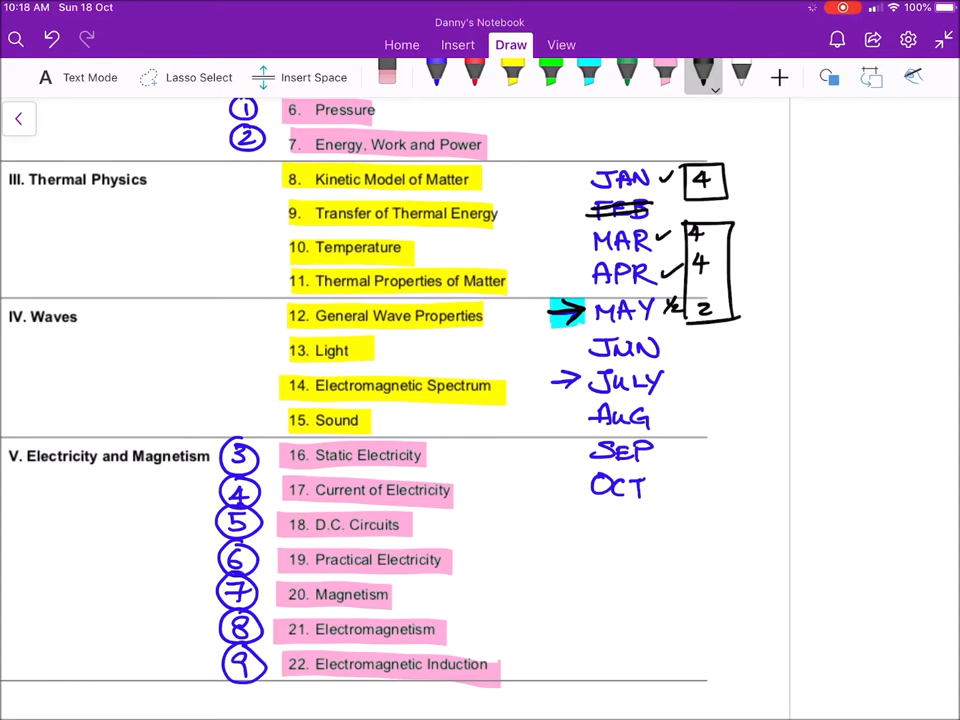 10:18 AM Sun 18 Oct 100%
Danny's Notebook
Home Insert Draw View
A Text Mode Lasso Select Insert Space
1 6. Pressure
2 7. Energy, Work and Power
III. Thermal Physics 8. Kinetic Model of Matter JAN ✓ 4
9. Transfer of Thermal Energy FEB
10. Temperature MAR ✓ 4
11. Thermal Properties of Matter APR ✓ 4
IV. Waves 12. General Wave Properties → MAY 1/2 2
13. Light JUN
14. Electromagnetic Spectrum → JULY
15. Sound AUG
V. Electricity and Magnetism 3 16. Static Electricity SEP
4 17. Current of Electricity OCT
5 18. D.C. Circuits
6 19. Practical Electricity
7 20. Magnetism
8 21. Electromagnetism
9 22. Electromagnetic Induction